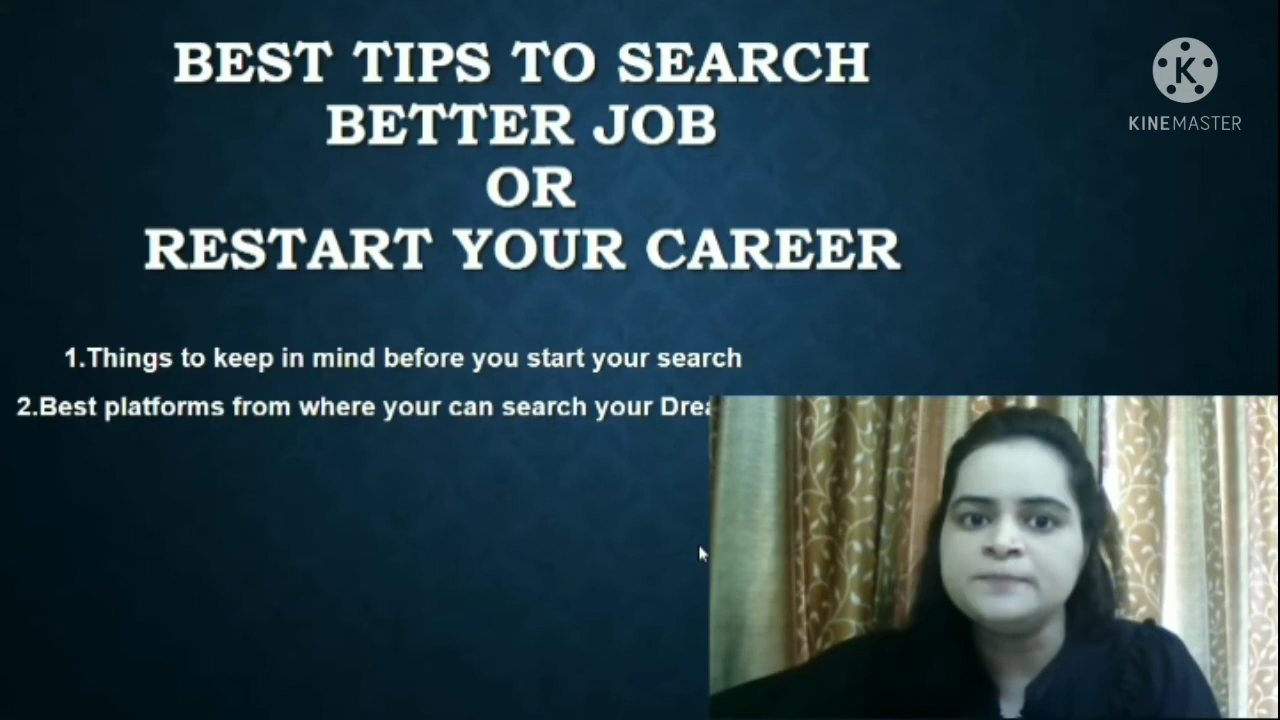 BEST TIPS TO SEARCH
BETTER JOB
OR
RESTART YOUR CAREER
K
KINEMASTER
1.Things to keep in mind before you start your search
2.Best platforms from where your can search your